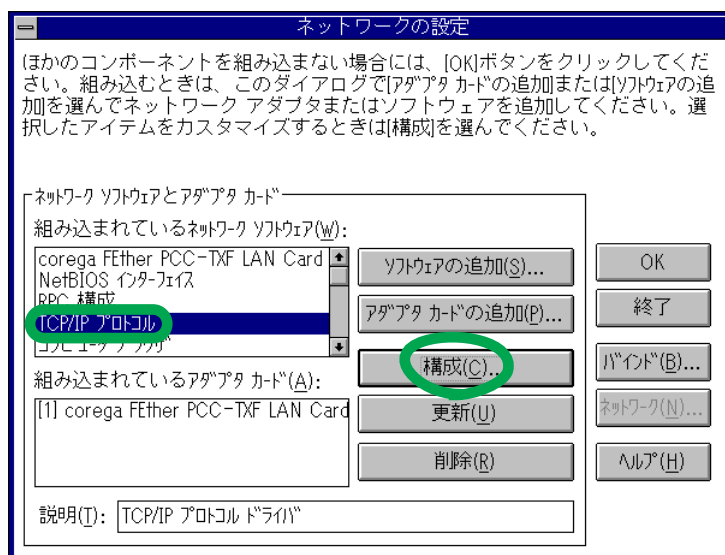 ネットワークの設定
ほかのコンポーネントを組み込まない場合には、[OK]ボタンをクリックしてくだ
さい。組み込むときは、このダイアログで[ｱﾀﾞﾌﾟﾀ ｶｰﾄﾞの追加]または[ｿﾌﾄｳｪｱの追
加]を選んでネットワーク アダプタまたはソフトウェアを追加してください。選
択したアイテムをカスタマイズするときは[構成]を選んでください。
ﾈｯﾄﾜｰｸ ｿﾌﾄｳｪｱとｱﾀﾞﾌﾟﾀ ｶｰﾄﾞ
組み込まれているﾈｯﾄﾜｰｸ ｿﾌﾄｳｪｱ(W):
corega FEther PCC-TXF LAN Card
NetBIOS ｲﾝﾀｰﾌｪｲｽ
RPC 構成
TCP/IP ﾌﾟﾛﾄｺﾙ
ｺﾝﾋﾟｭｰﾀ ﾌﾞﾗｳｻﾞ
ｿﾌﾄｳｪｱの追加(S)...
ｱﾀﾞﾌﾟﾀ ｶｰﾄﾞの追加(P)...
構成(C)...
更新(U)
削除(R)
OK
終了
ﾊﾞｲﾝﾄﾞ(B)...
ﾈｯﾄﾜｰｸ(N)...
ﾍﾙﾌﾟ(H)
組み込まれているｱﾀﾞﾌﾟﾀ ｶｰﾄﾞ(A):
[1] corega FEther PCC-TXF LAN Card
説明(T): TCP/IP ﾌﾟﾛﾄｺﾙ ﾄﾞﾗｲﾊﾞ